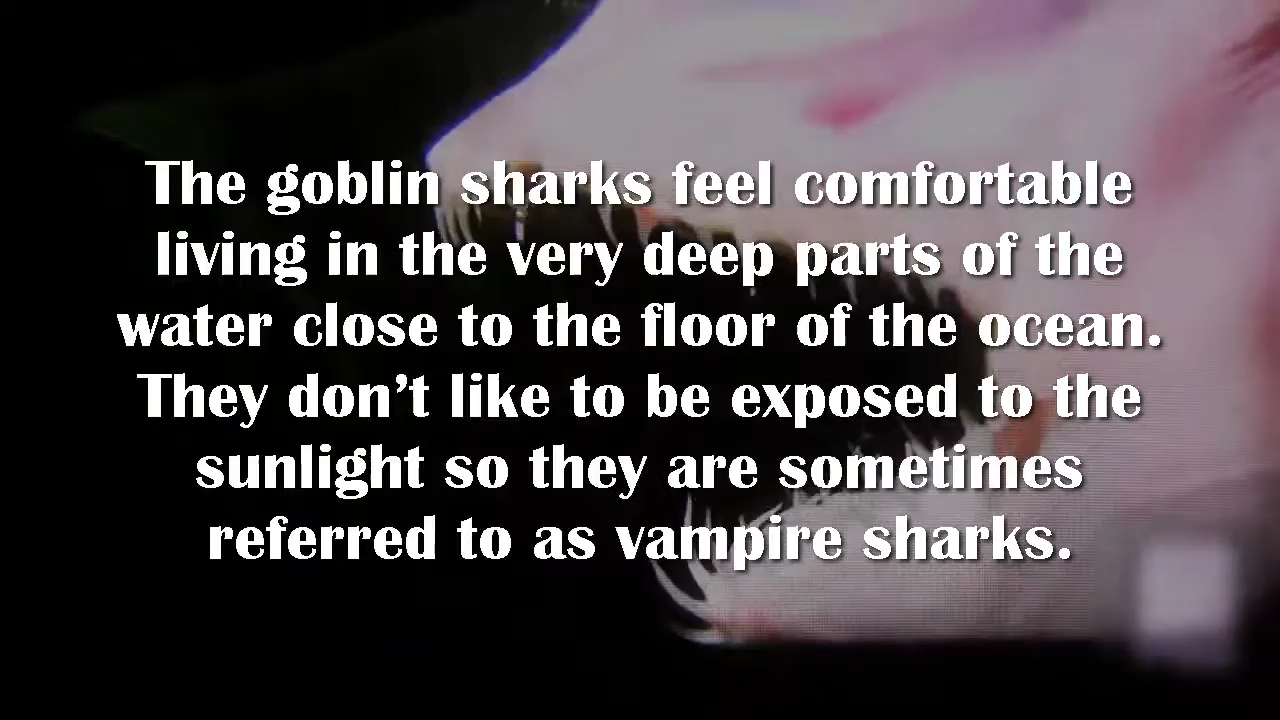 The goblin sharks feel comfortable
living in the very deep parts of the
water close to the floor of the ocean.
They don’t like to be exposed to the
sunlight so they are sometimes
referred to as vampire sharks.